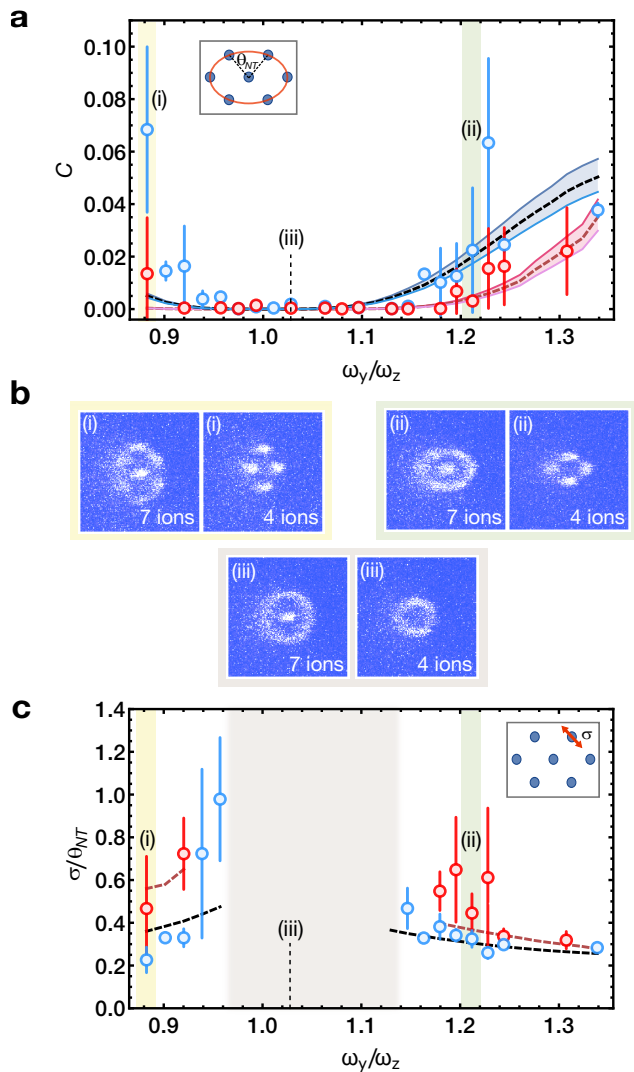 a
0.10
0.08
0.06
0.04
0.02
0.00
C
θNT
(i)
(ii)
(iii)
0.9 1.0 1.1 1.2 1.3
ωy/ωz
b
(i) (i) (ii) (ii)
7 ions 4 ions 7 ions 4 ions
(iii) (iii)
7 ions 4 ions
c
1.4
1.2
1.0
0.8
0.6
0.4
0.2
0.0
σ/θNT
σ
(i) (ii)
(iii)
0.9 1.0 1.1 1.2 1.3
ωy/ωz